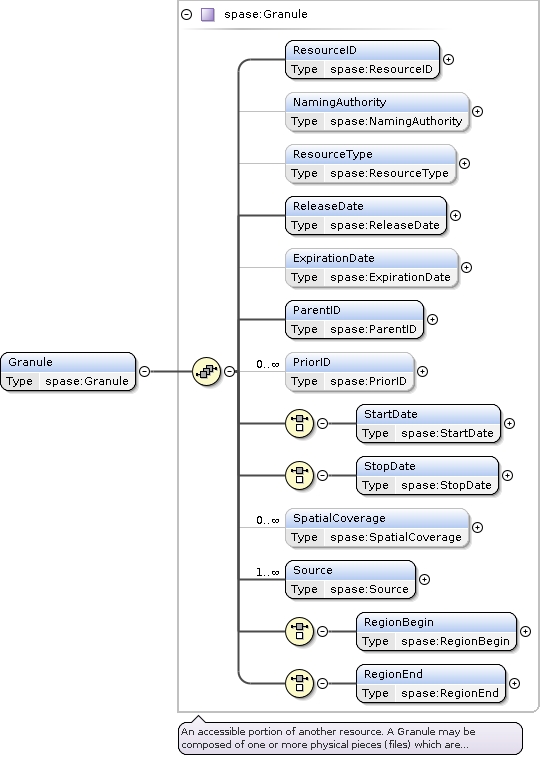 spase:Granule
ResourceID
Type spase:ResourceID
NamingAuthority
Type spase:NamingAuthority
ResourceType
Type spase:ResourceType
ReleaseDate
Type spase:ReleaseDate
ExpirationDate
Type spase:ExpirationDate
ParentID
Type spase:ParentID
Granule
Type spase:Granule
0..∞
PriorID
Type spase:PriorID
StartDate
Type spase:StartDate
StopDate
Type spase:StopDate
0..∞
SpatialCoverage
Type spase:SpatialCoverage
1..∞
Source
Type spase:Source
RegionBegin
Type spase:RegionBegin
RegionEnd
Type spase:RegionEnd
An accessible portion of another resource. A Granule may be
composed of one or more physical pieces (files) which are...